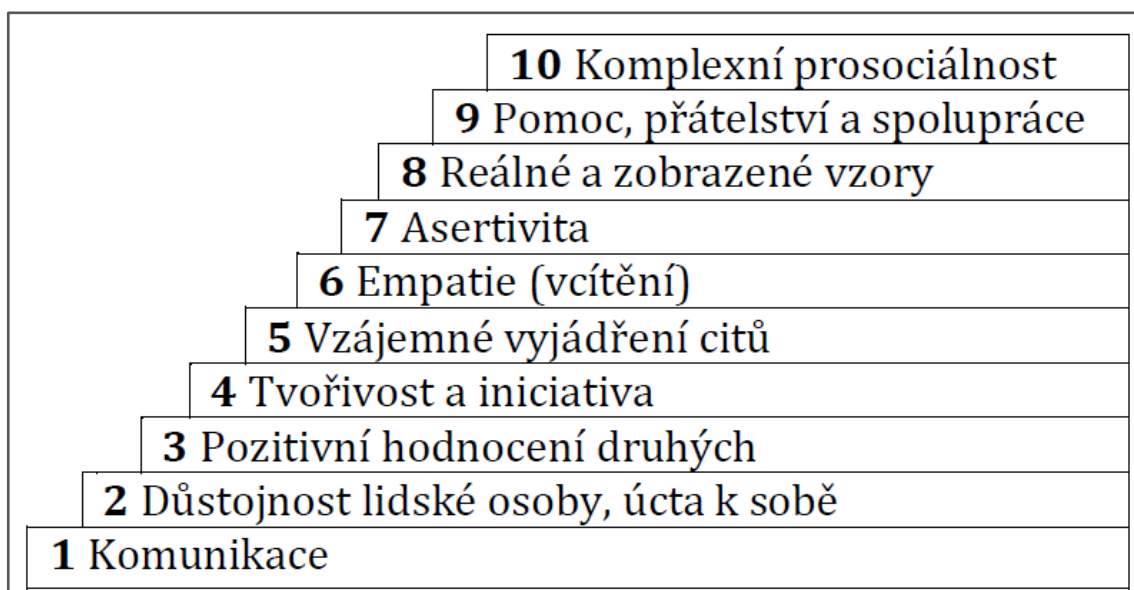 10 Komplexní prosociálnost
9 Pomoc, přátelství a spolupráce
8 Reálné a zobrazené vzory
7 Asertivita
6 Empatie (vcítění)
5 Vzájemné vyjádření citů
4 Tvořivost a iniciativa
3 Pozitivní hodnocení druhých
2 Důstojnost lidské osoby, úcta k sobě
1 Komunikace